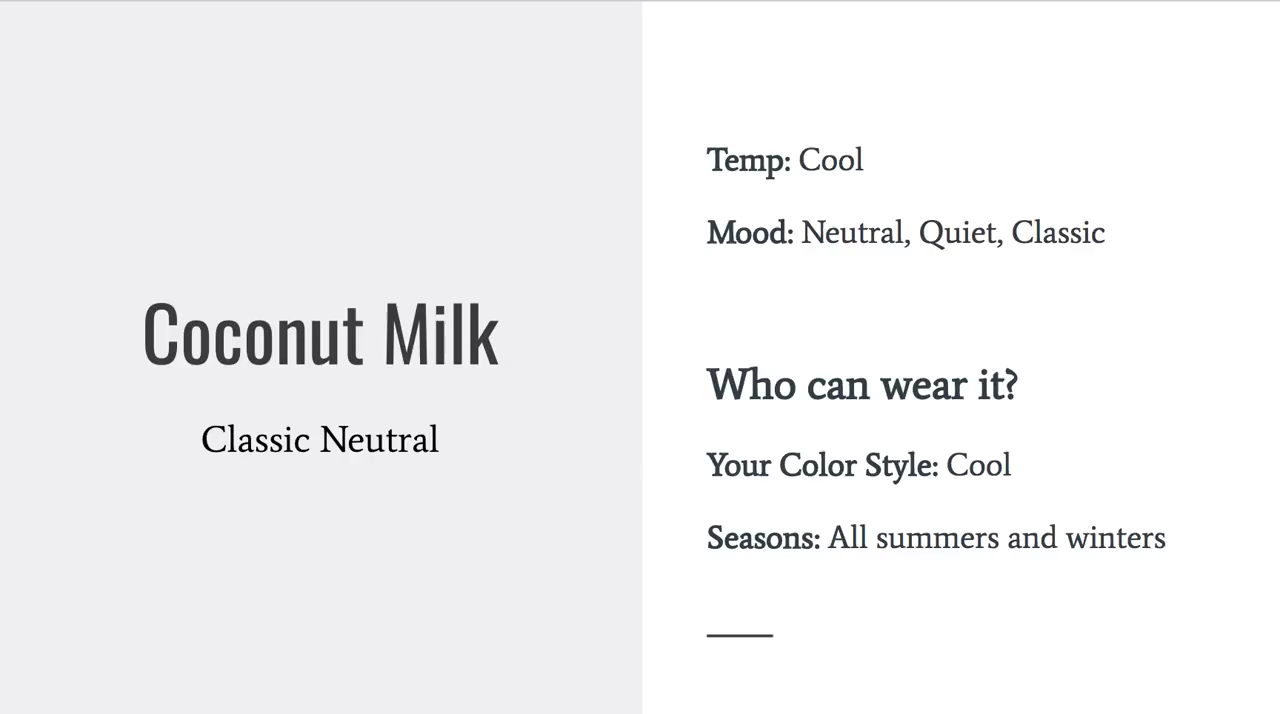 Coconut Milk
Classic Neutral
Temp: Cool
Mood: Neutral, Quiet, Classic
Who can wear it?
Your Color Style: Cool
Seasons: All summers and winters